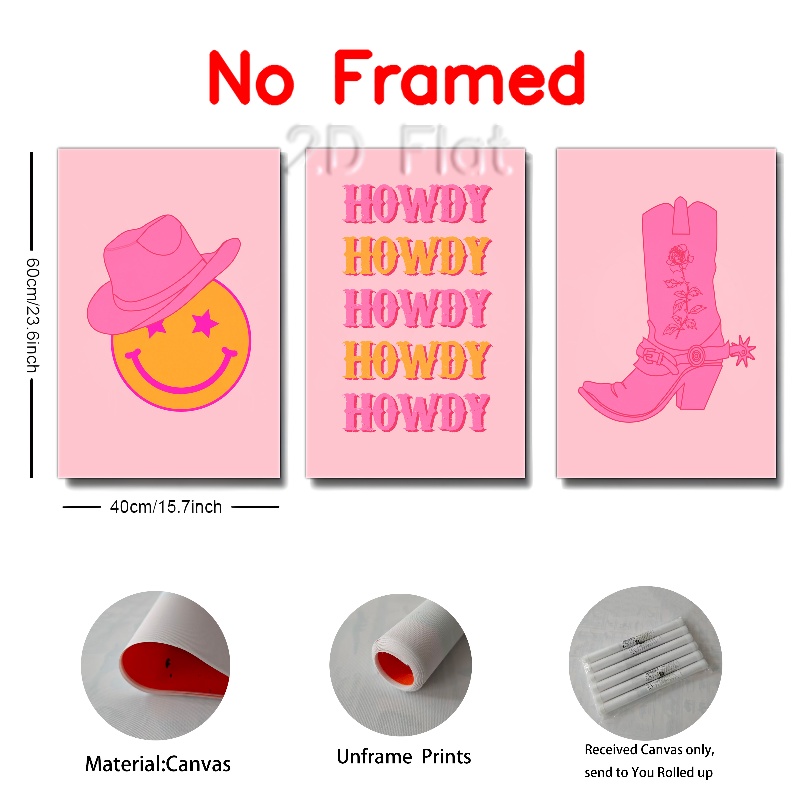 No Framed
2D Flat
HOWDY
HOWDY
HOWDY
HOWDY
HOWDY
60cm/23.6inch
40cm/15.7inch
Material:Canvas
Unframe Prints
Received Canvas only,
send to You Rolled up